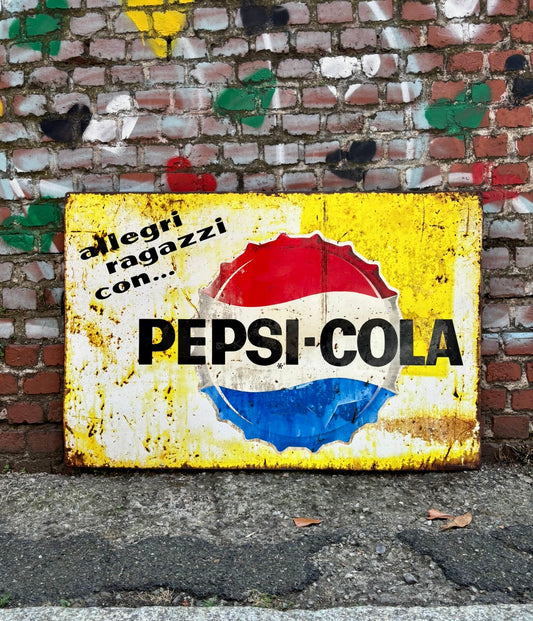 allegri
ragazzi
con...
PEPSI-COLA